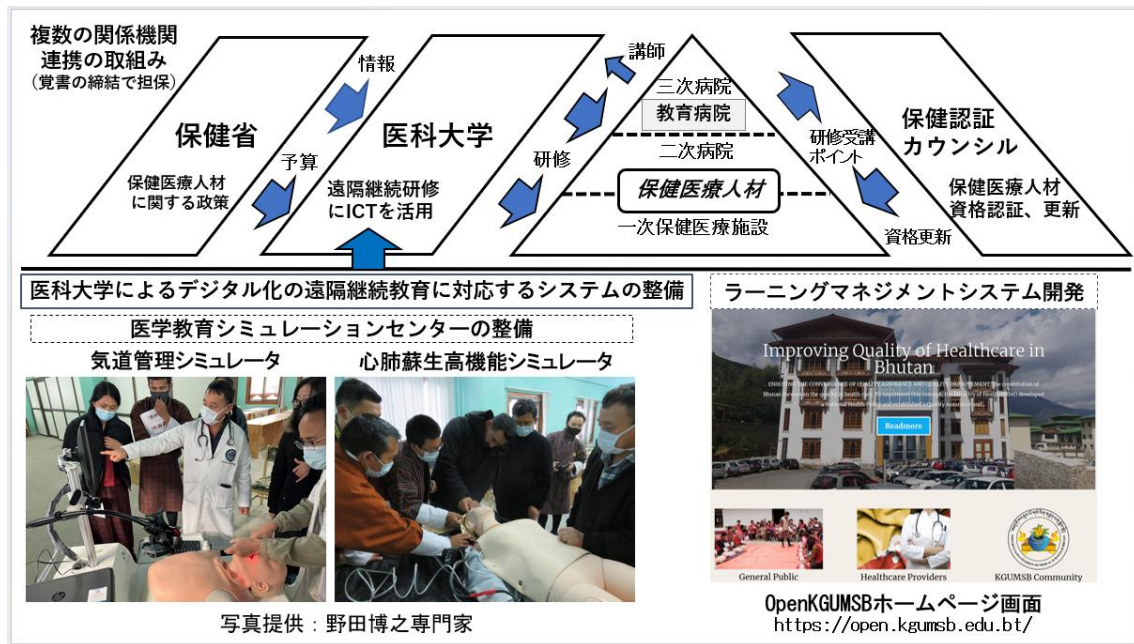 複数の関係機関
連携の取組み
(覚書の締結で担保)
保健省
保健医療人材
に関する政策
情報
予算
医科大学
遠隔継続研修
にICTを活用
講師
研修
三次病院
教育病院
二次病院
保健医療人材
一次保健医療施設
研修受講
ポイント
資格更新
保健認証
カウンシル
保健医療人材
資格認証、更新
医科大学によるデジタル化の遠隔継続教育に対応するシステムの整備
医学教育シミュレーションセンターの整備
気道管理シミュレータ
心肺蘇生高機能シミュレータ
写真提供：野田博之専門家
ラーニングマネジメントシステム開発
Improving Quality of Healthcare in
Bhutan
Readmore
General Public
Healthcare Providers
KGUMSB Community
OpenKGUMSBホームページ画面
https://open.kgumsb.edu.bt/